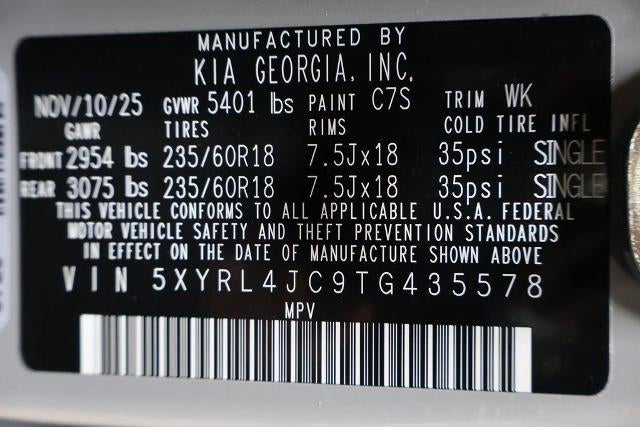 MANUFACTURED BY
KIA GEORGIA, INC.
NOV/10/25 GVWR 5401 lbs PAINT C7S TRIM WK
GAWR TIRES RIMS COLD TIRE INFL
FRONT 2954 lbs 235/60R18 7.5Jx18 35psi SINGLE
REAR 3075 lbs 235/60R18 7.5Jx18 35psi SINGLE
THIS VEHICLE CONFORMS TO ALL APPLICABLE U.S.A. FEDERAL
MOTOR VEHICLE SAFETY AND THEFT PREVENTION STANDARDS
IN EFFECT ON THE DATE OF MANUFACTURE SHOWN ABOVE
VIN 5XYRL4JC9TG435578
MPV